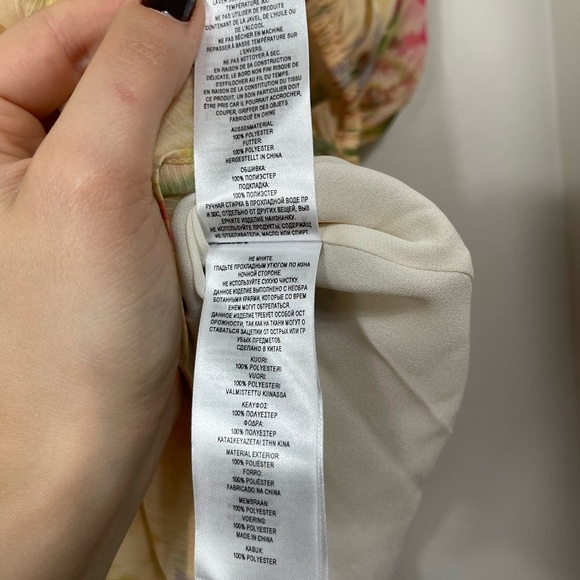 TEMPÉRATURE
NE PAS UTILISER DE PRODUITS
CONTENANT DE LA JAVEL, DE L'HUILE OU
DE L'ALCOOL.
NE PAS SÉCHER EN MACHINE
REPASSER À BASSE TEMPÉRATURE SUR
L'ENVERS.
NE PAS NETTOYER À SEC.
EN RAISON DE SA CONSTRUCTION
DÉLICATE, LE BORD NON FINI RISQUE DE
S'EFFILOCHER AU FIL DU TEMPS.
EN RAISON DE LA CONSTITUTION DU TISSU
CE PRODUIT, UN SOIN PARTICULIER DOIT
ÊTRE PRIS CAR IL POURRAIT ACCROCHER,
COUPER, GRIFFER DES OBJETS.
FABRIQUÉ EN CHINE
AUSSENMATERIAL:
100% POLYESTER
FUTTER:
100% POLYESTER
HERGESTELLT IN CHINA
ОБШИВКА:
100% ПОЛИЭСТЕР
ПОДКЛАДКА:
100% ПОЛИЭСТЕР
РУЧНАЯ СТИРКА В ПРОХЛАДНОЙ ВОДЕ ПР
И 30С, ОТДЕЛЬНО ОТ ДРУГИХ ВЕЩЕЙ, ВЫВ
ЕРНИТЕ ИЗДЕЛИЕ НАИЗНАНКУ.
НЕ ИСПОЛЬЗУЙТЕ ПРОДУКТЫ, СОДЕРЖАЩ
ИЕ ОТБЕЛИВАТЕЛИ, МАСЛО ИЛИ СПИРТ.
НЕ МНИТЕ
ГЛАДЬТЕ ПРОХЛАДНЫМ УТЮГОМ ПО ИЗНА
НОЧНОЙ СТОРОНЕ
НЕ ИСПОЛЬЗУЙТЕ СУХУЮ ЧИСТКУ.
ДАННОЕ ИЗДЕЛИЕ ВЫПОЛНЕНО С НЕОБРА
БОТАННЫМИ КРАЯМИ, КОТОРЫЕ СО ВРЕМ
ЕНЕМ МОГУТ ОБТРЕПАТЬСЯ.
ДАННОЕ ИЗДЕЛИЕ ТРЕБУЕТ ОСОБОЙ ОСТ
ОРОЖНОСТИ, ТАК КАК НА ТКАНИ МОГУТ О
СТАВАТЬСЯ ЗАЦЕПКИ ОТ ОСТРЫХ ИЛИ ГР
УБЫХ ПРЕДМЕТОВ.
СДЕЛАНО В КИТАЕ
KUORI:
100% POLYESTERI
VUORI:
100% POLYESTERI
VALMISTETTU KIINASSA
ΚΕΛΥΦΟΣ:
100% ΠΟΛΥΕΣΤΕΡ
ΦΟΔΡΑ:
100% ΠΟΛΥΕΣΤΕΡ
ΚΑΤΑΣΚΕΥΑΖΕΤΑΙ ΣΤΗΝ ΚΙΝΑ
MATERIAL EXTERIOR
100% POLIÉSTER
FORRO:
100% POLIÉSTER
FABRICADO NA CHINA
MEMBRAAN:
100% POLYESTER
VOERING:
100% POLYESTER
MADE IN CHINA
KABUK:
100% POLYESTER